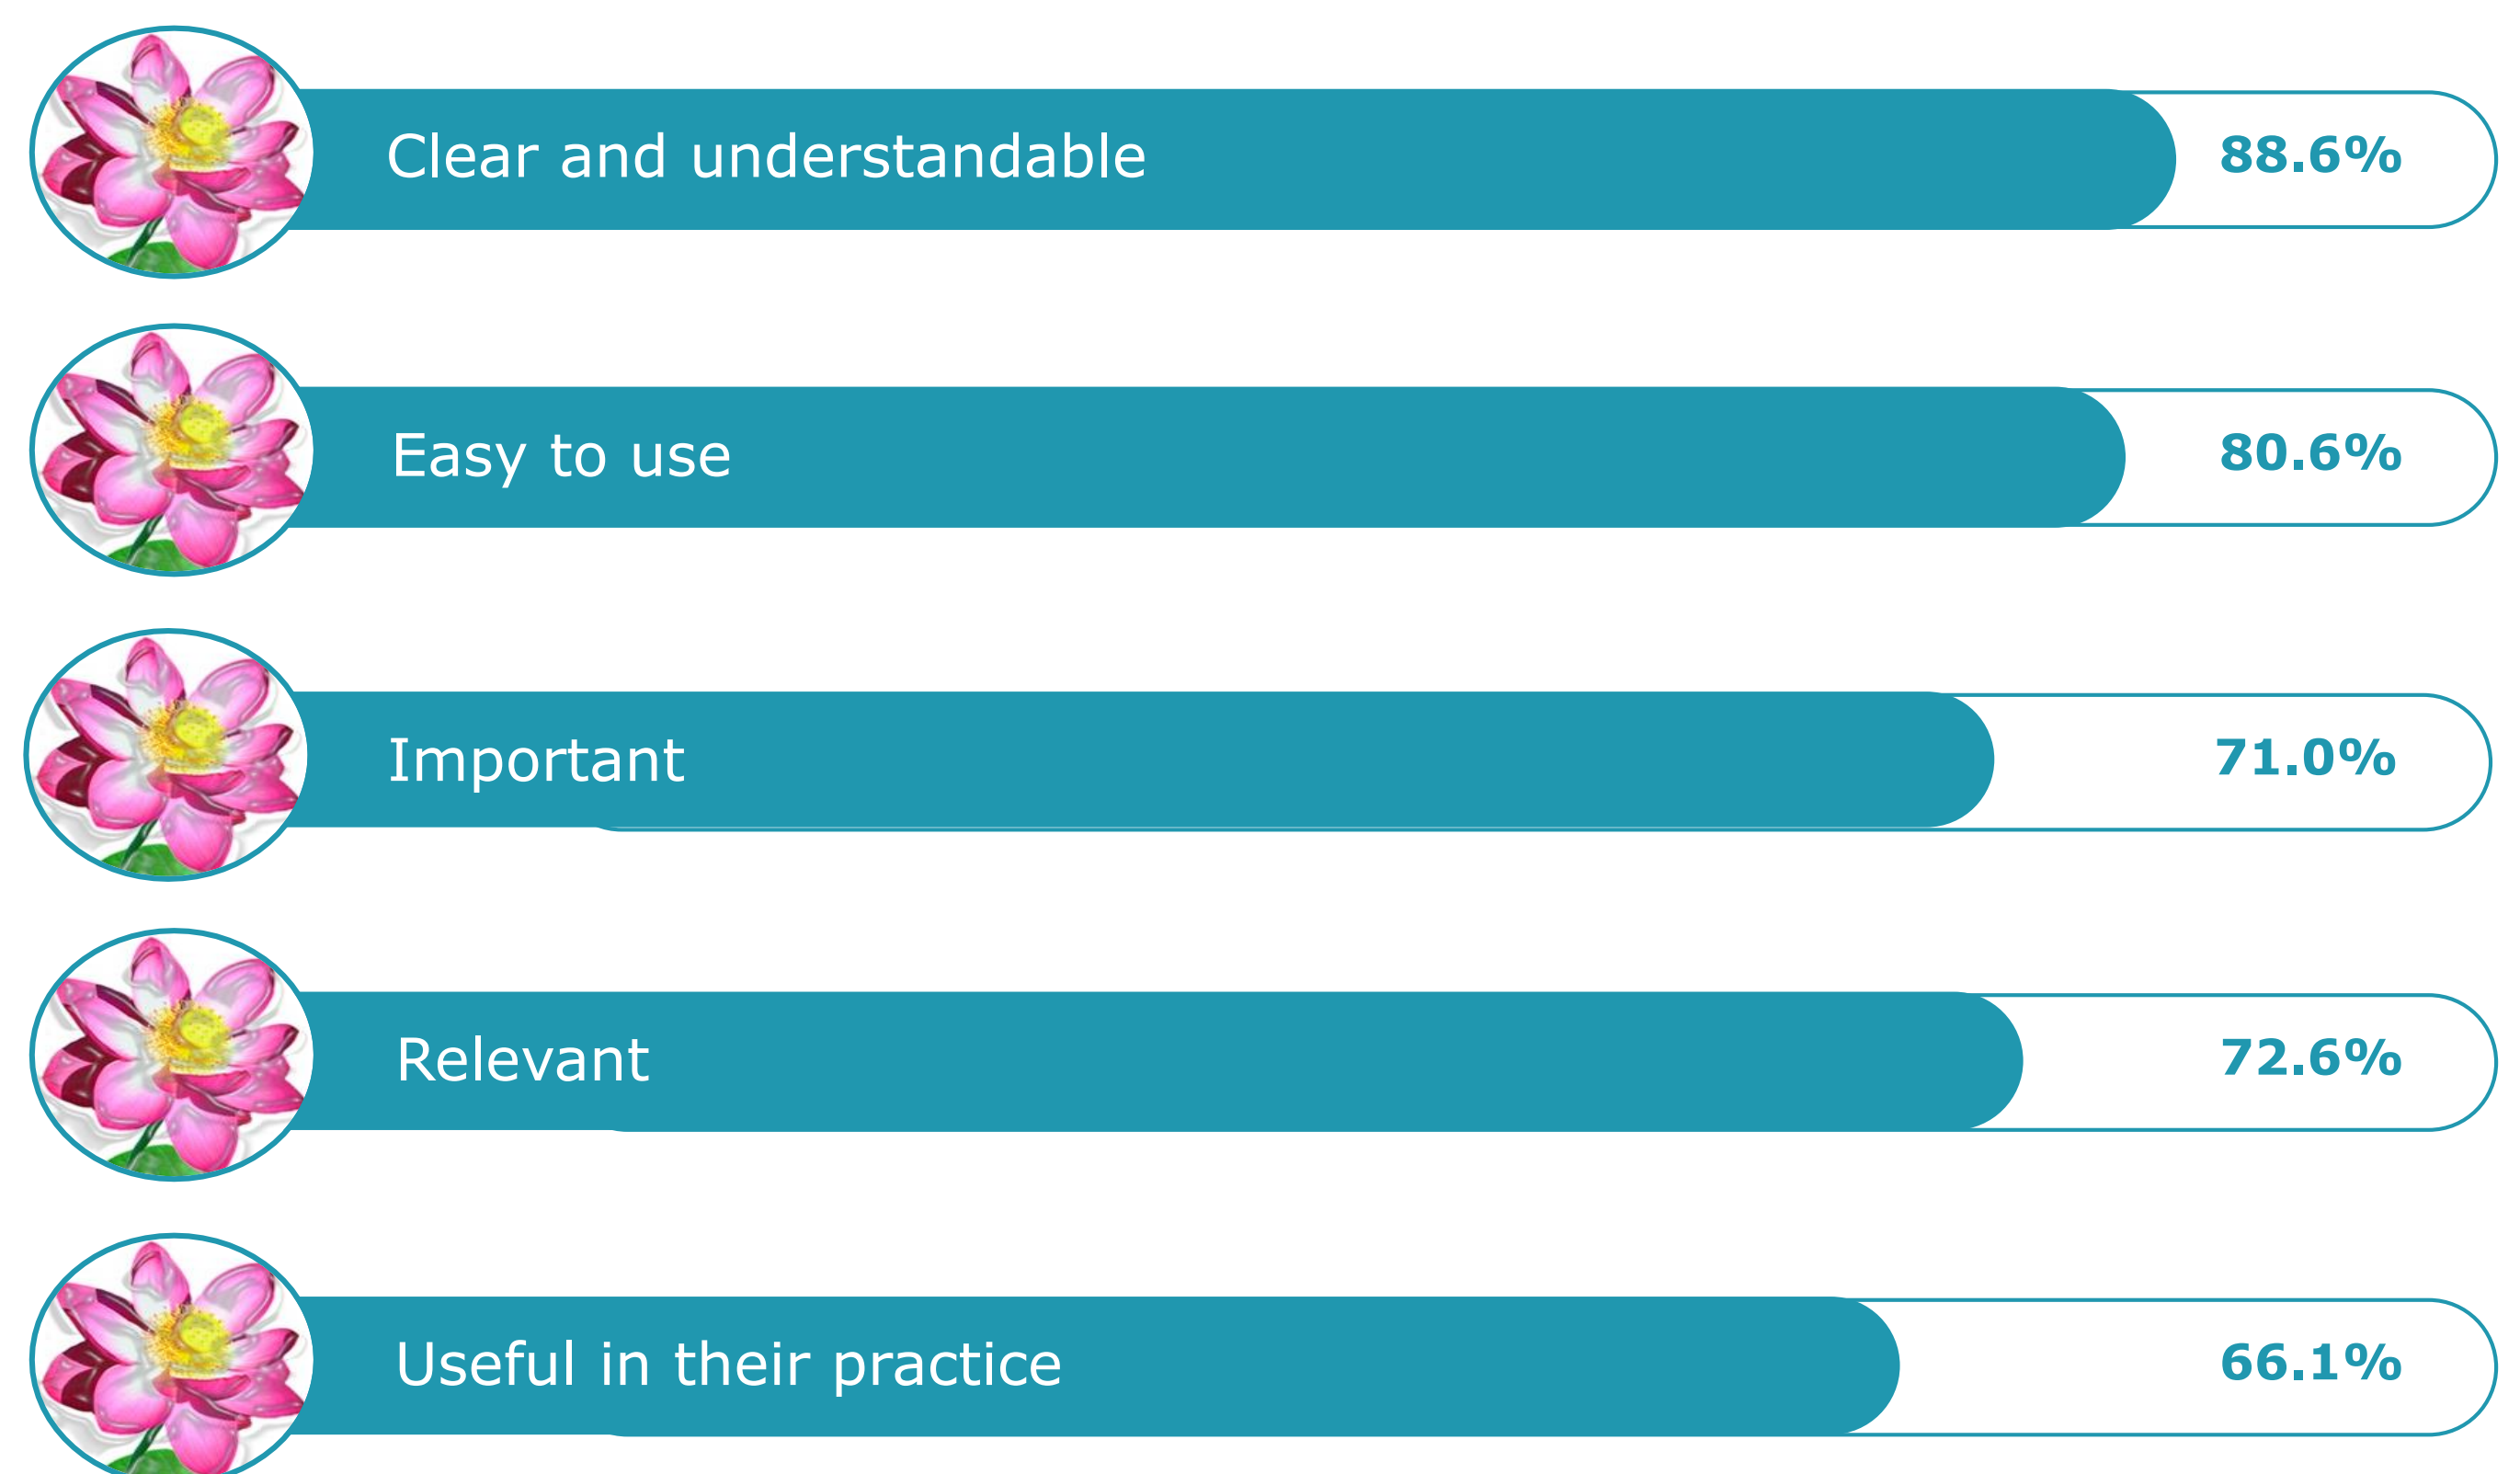 Clear and understandable 88.6%
Easy to use 80.6%
Important 71.0%
Relevant 72.6%
Useful in their practice 66.1%